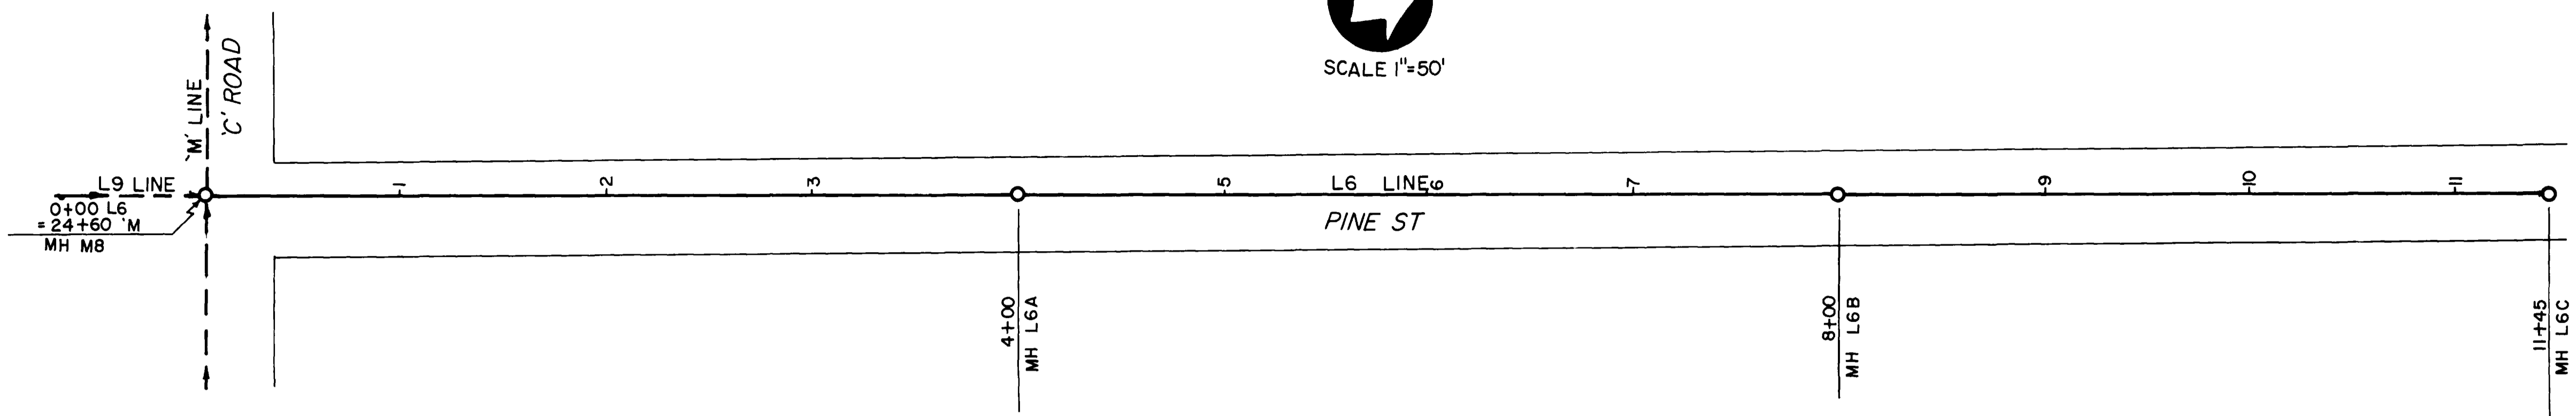 SCALE 1"=50'
'M' LINE
'C' ROAD
L9 LINE
0+00 L6
= 24+60 'M
MH M8
1
2
3
5
L6 LINE
6
7
9
10
11
PINE ST
4+00
MH L6A
8+00
MH L6B
11+45
MH L6C